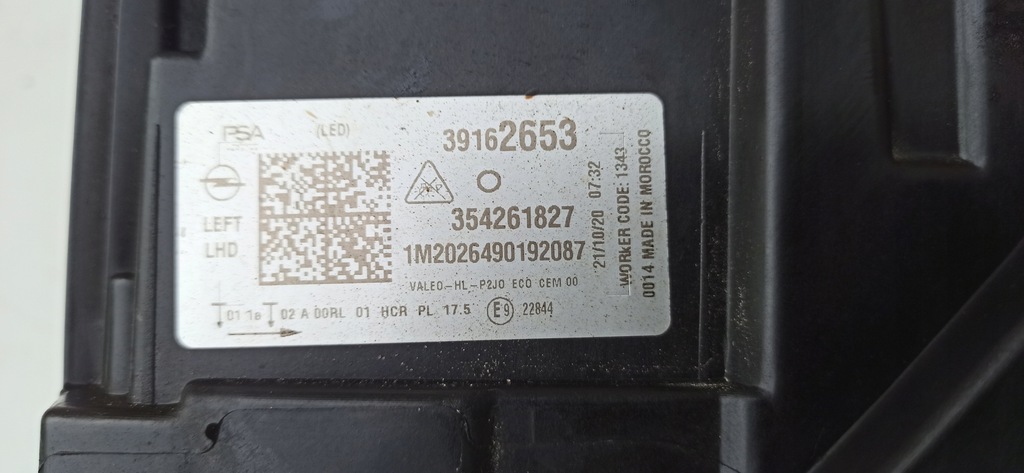 PSA
(LED)
39162653
LEFT
LHD
354261827
1M2026490192087
VALEO-HL-P2JO ECO CEM 00
01 1a 02 A 00RL 01 HCR PL 17.5 E9 22844
21/10/20 07:32
WORKER CODE: 1343
0014 MADE IN MOROCCO